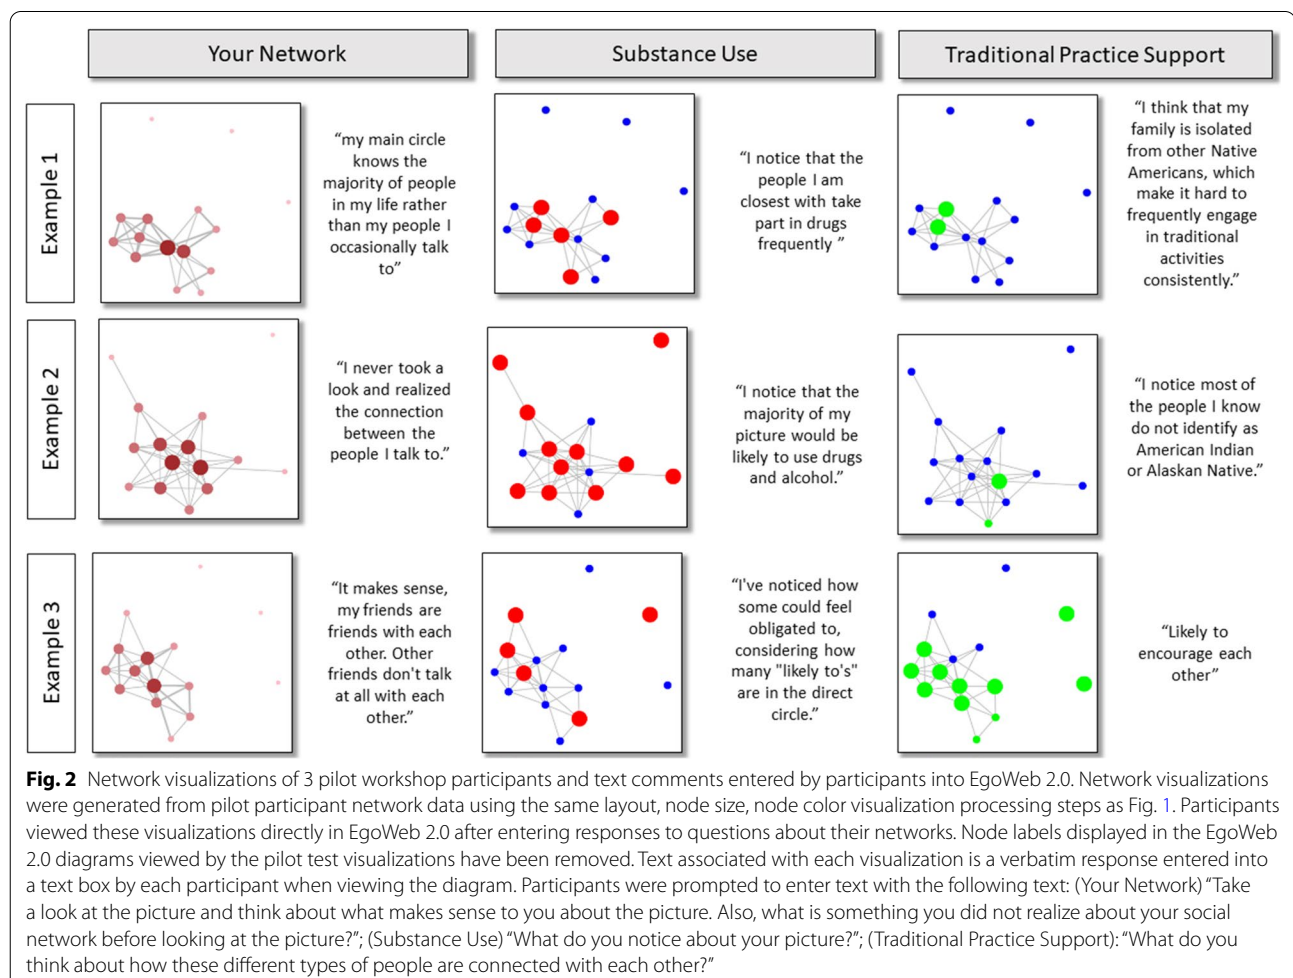 Your Network
Substance Use
Traditional Practice Support
Example 1
“my main circle
knows the
majority of people
in my life rather
than my people I
occasionally talk
to”
“I notice that the
people I am
closest with take
part in drugs
frequently ”
“I think that my
family is isolated
from other Native
Americans, which
make it hard to
frequently engage
in traditional
activities
consistently.”
Example 2
“I never took a
look and realized
the connection
between the
people I talk to.”
“I notice that the
majority of my
picture would be
likely to use drugs
and alcohol.”
“I notice most of
the people I know
do not identify as
American Indian
or Alaskan Native.”
Example 3
“It makes sense,
my friends are
friends with each
other. Other
friends don't talk
at all with each
other.”
“I've noticed how
some could feel
obligated to,
considering how
many "likely to's"
are in the direct
circle.”
“Likely to
encourage each
other”
Fig. 2 Network visualizations of 3 pilot workshop participants and text comments entered by participants into EgoWeb 2.0. Network visualizations
were generated from pilot participant network data using the same layout, node size, node color visualization processing steps as Fig. 1. Participants
viewed these visualizations directly in EgoWeb 2.0 after entering responses to questions about their networks. Node labels displayed in the EgoWeb
2.0 diagrams viewed by the pilot test visualizations have been removed. Text associated with each visualization is a verbatim response entered into
a text box by each participant when viewing the diagram. Participants were prompted to enter text with the following text: (Your Network) “Take
a look at the picture and think about what makes sense to you about the picture. Also, what is something you did not realize about your social
network before looking at the picture?”; (Substance Use) “What do you notice about your picture?”; (Traditional Practice Support): “What do you
think about how these different types of people are connected with each other?”